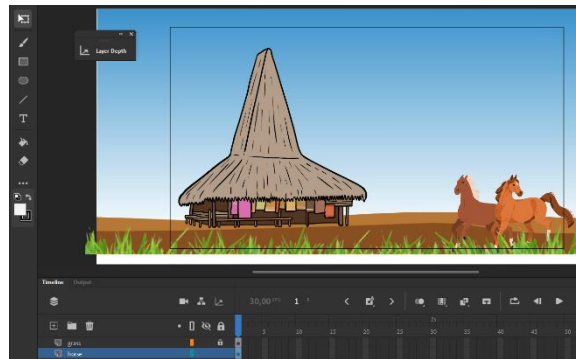 Layer Depth
T
Timeline Output
30,00 FPS 1 F
1s
5 10 15 20 25 30 35 40 45 50
grass
horse